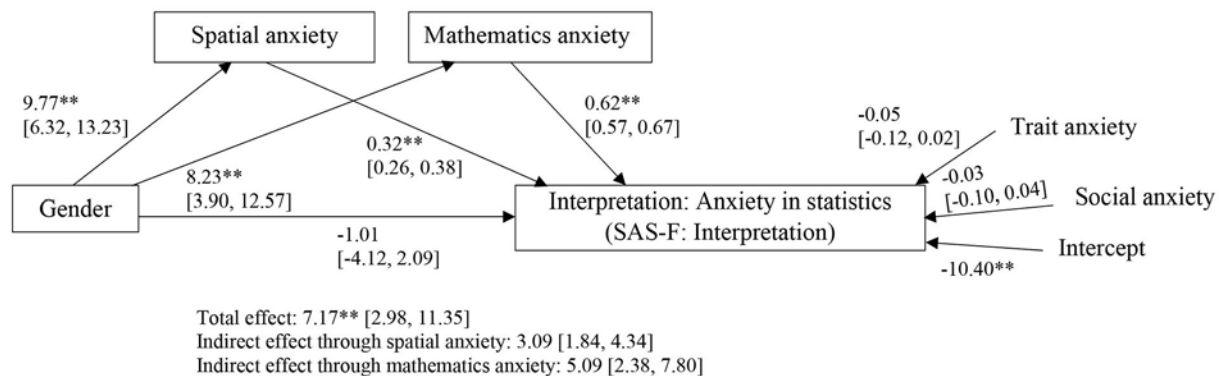 Spatial anxiety
Mathematics anxiety
9.77**
[6.32, 13.23]
0.62**
[0.57, 0.67]
-0.05
[-0.12, 0.02]
Trait anxiety
0.32**
[0.26, 0.38]
8.23**
[3.90, 12.57]
-0.03
[-0.10, 0.04]
Social anxiety
Gender
Interpretation: Anxiety in statistics
(SAS-F: Interpretation)
-1.01
[-4.12, 2.09]
Intercept
-10.40**
Total effect: 7.17** [2.98, 11.35]
Indirect effect through spatial anxiety: 3.09 [1.84, 4.34]
Indirect effect through mathematics anxiety: 5.09 [2.38, 7.80]